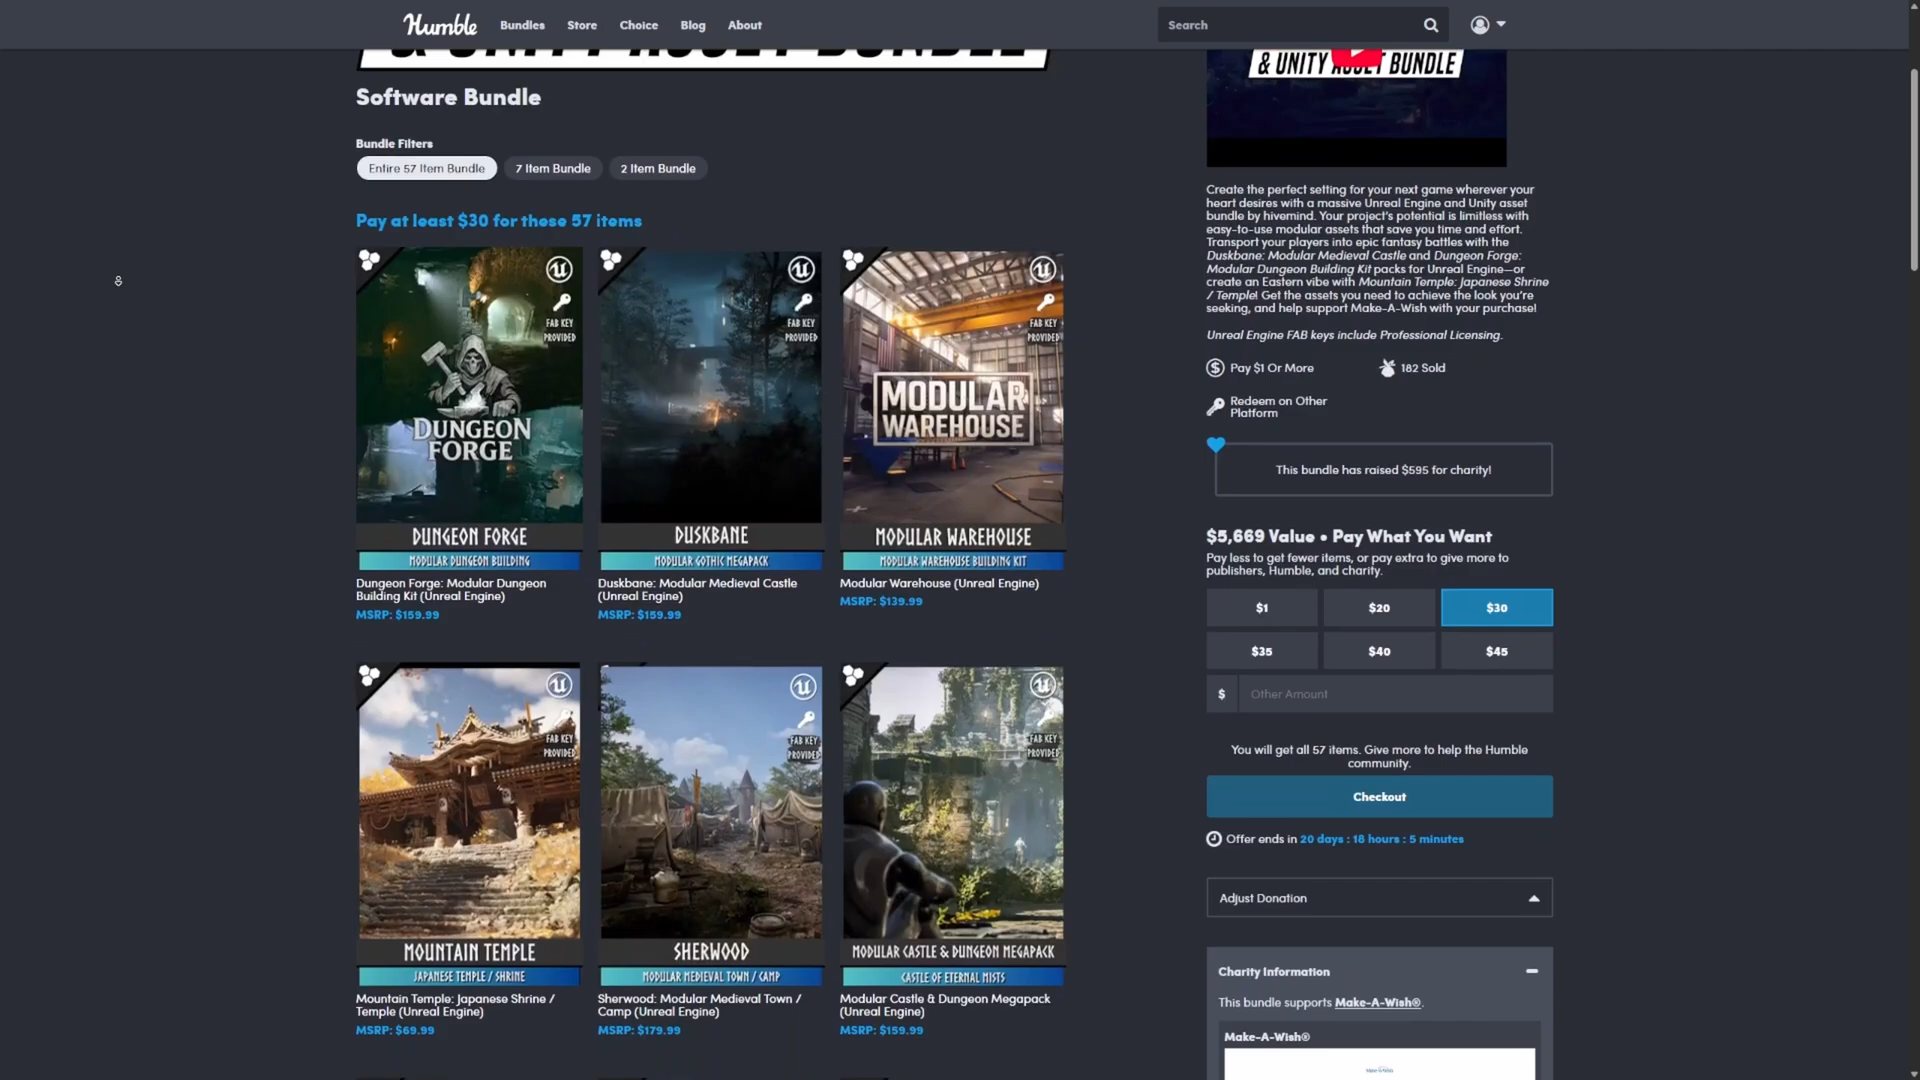 Humble
Bundles
Store
Choice
Blog
About
Search
& UNITY ASSET BUNDLE
Software Bundle
Bundle Filters
Entire 57 Item Bundle
7 Item Bundle
2 Item Bundle
Pay at least $30 for these 57 items
FAB KEY
PROVIDED
DUNGEON
FORGE
DUNGEON FORGE
MODULAR DUNGEON BUILDING
Dungeon Forge: Modular Dungeon
Building Kit (Unreal Engine)
MSRP: $159.99
FAB KEY
PROVIDED
DUSKBANE
MODULAR GOTHIC MEGAPACK
Duskbane: Modular Medieval Castle
(Unreal Engine)
MSRP: $159.99
FAB KEY
PROVIDED
MODULAR
WAREHOUSE
MODULAR WAREHOUSE
MODULAR WAREHOUSE BUILDING KIT
Modular Warehouse (Unreal Engine)
MSRP: $139.99
FAB KEY
PROVIDED
MOUNTAIN TEMPLE
JAPANESE TEMPLE / SHRINE
Mountain Temple: Japanese Shrine /
Temple (Unreal Engine)
MSRP: $69.99
FAB KEY
PROVIDED
SHERWOOD
MODULAR MEDIEVAL TOWN / CAMP
Sherwood: Modular Medieval Town /
Camp (Unreal Engine)
MSRP: $179.99
FAB KEY
PROVIDED
MODULAR CASTLE & DUNGEON MEGAPACK
CASTLE OF ETERNAL MISTS
Modular Castle & Dungeon Megapack
(Unreal Engine)
MSRP: $159.99
& UNITY ASSET BUNDLE
Create the perfect setting for your next game wherever your
heart desires with a massive Unreal Engine and Unity asset
bundle by hivemind. Your project's potential is limitless with
easy-to-use modular assets that save you time and effort.
Transport your players into epic fantasy battles with the
Duskbane: Modular Medieval Castle and Dungeon Forge:
Modular Dungeon Building Kit packs for Unreal Engine—or
create an Eastern vibe with Mountain Temple: Japanese Shrine
/ Temple! Get the assets you need to achieve the look you're
seeking, and help support Make-A-Wish with your purchase!
Unreal Engine FAB keys include Professional Licensing.
Pay $1 Or More
182 Sold
Redeem on Other
Platform
This bundle has raised $595 for charity!
$5,669 Value • Pay What You Want
Pay less to get fewer items, or pay extra to give more to
publishers, Humble, and charity.
$1
$20
$30
$35
$40
$45
$
Other Amount
You will get all 57 items. Give more to help the Humble
community.
Checkout
Offer ends in 20 days : 18 hours : 5 minutes
Adjust Donation
Charity Information
This bundle supports Make-A-Wish®.
Make-A-Wish®